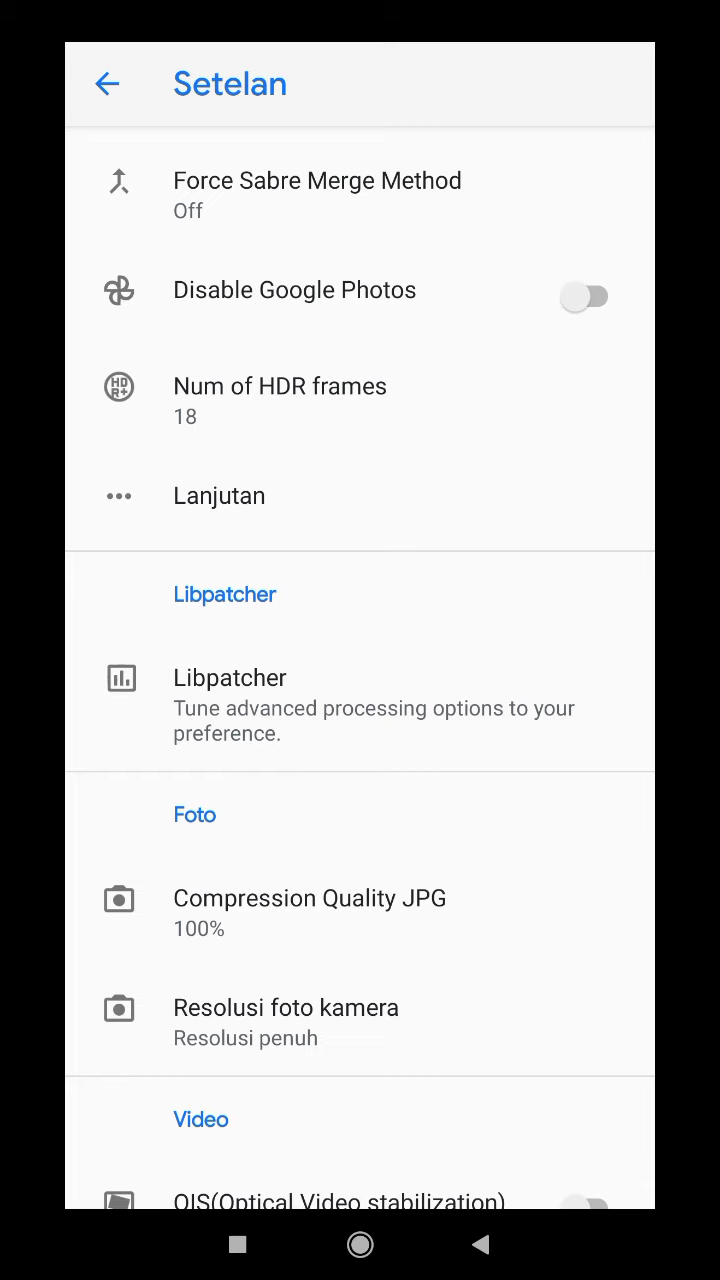 Setelan
Force Sabre Merge Method
Off
Disable Google Photos
HD
R+
Num of HDR frames
18
Lanjutan
Libpatcher
Libpatcher
Tune advanced processing options to your
preference.
Foto
Compression Quality JPG
100%
Resolusi foto kamera
Resolusi penuh
Video
OIS(Optical Video stabilization)